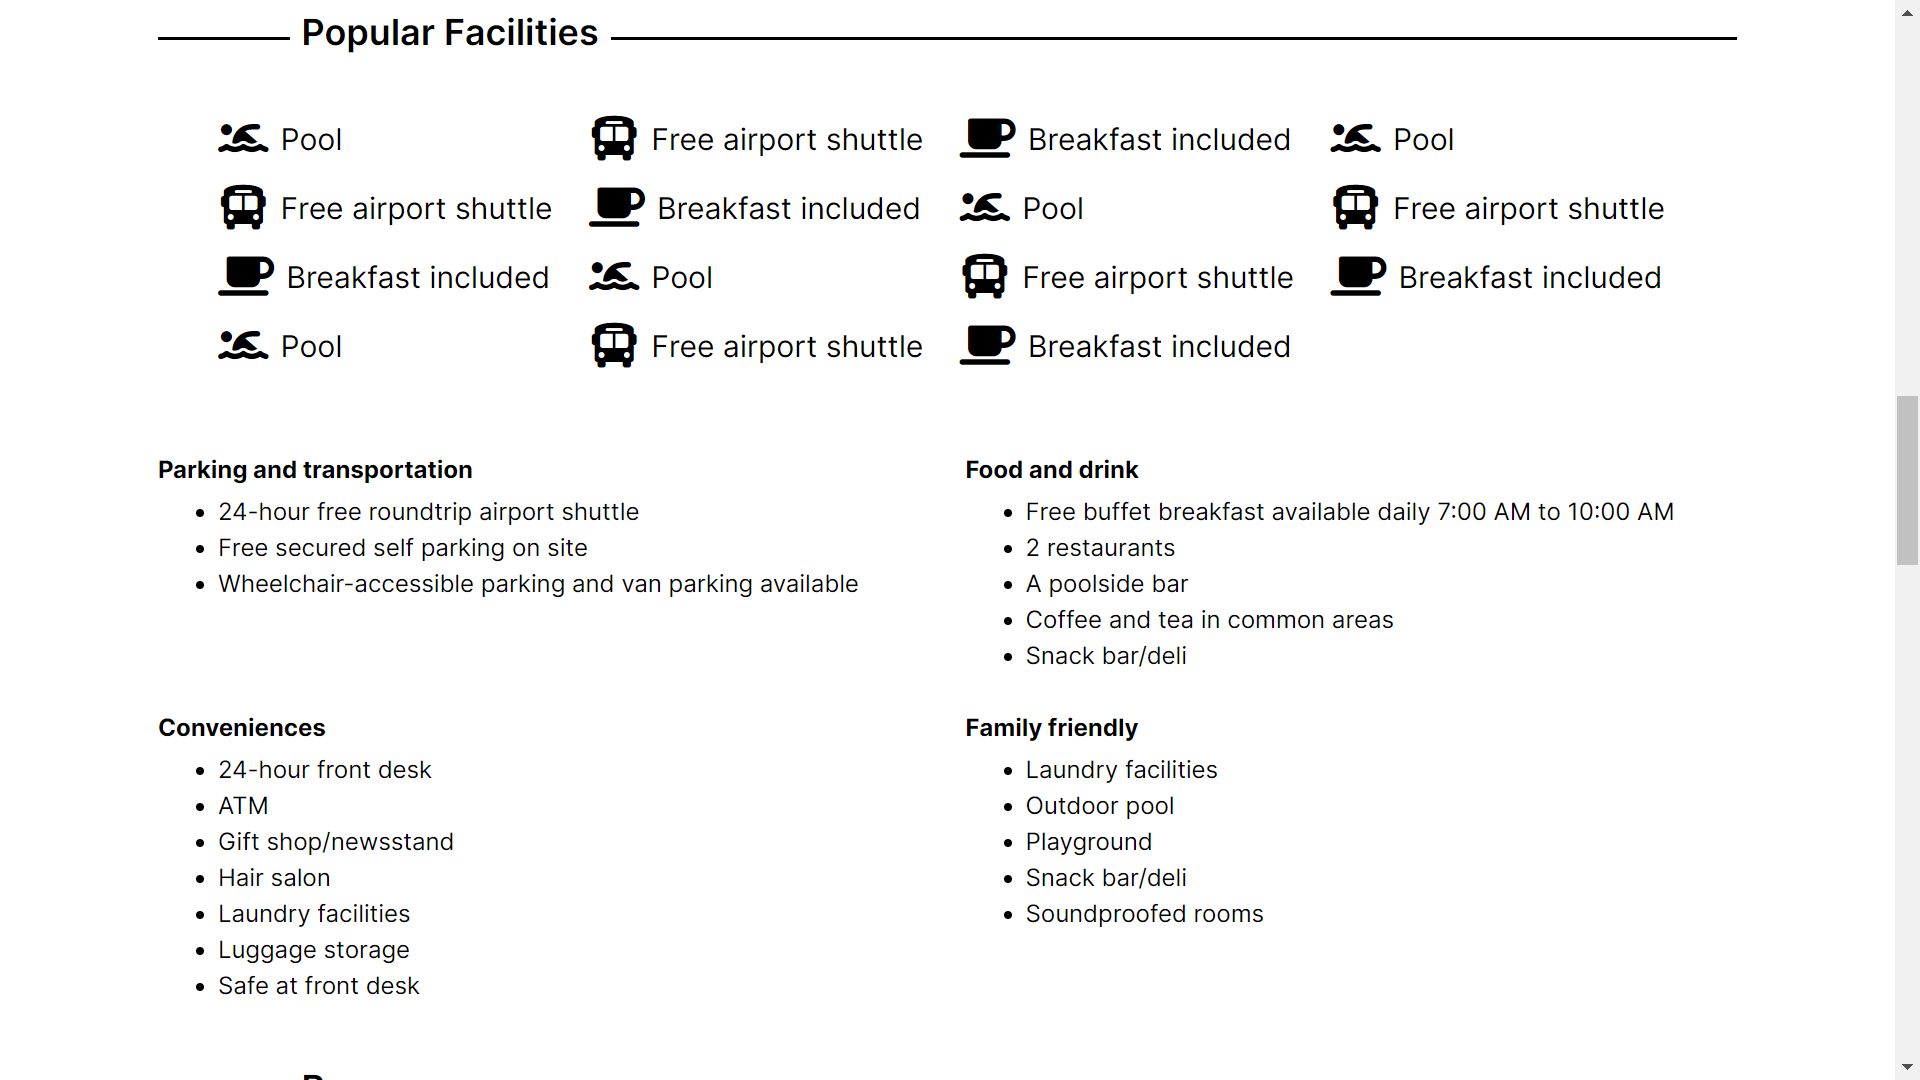 Popular Facilities
Pool Free airport shuttle Breakfast included Pool
Free airport shuttle Breakfast included Pool Free airport shuttle
Breakfast included Pool Free airport shuttle Breakfast included
Pool Free airport shuttle Breakfast included
Parking and transportation
24-hour free roundtrip airport shuttle
Free secured self parking on site
Wheelchair-accessible parking and van parking available
Food and drink
Free buffet breakfast available daily 7:00 AM to 10:00 AM
2 restaurants
A poolside bar
Coffee and tea in common areas
Snack bar/deli
Conveniences
24-hour front desk
ATM
Gift shop/newsstand
Hair salon
Laundry facilities
Luggage storage
Safe at front desk
Family friendly
Laundry facilities
Outdoor pool
Playground
Snack bar/deli
Soundproofed rooms